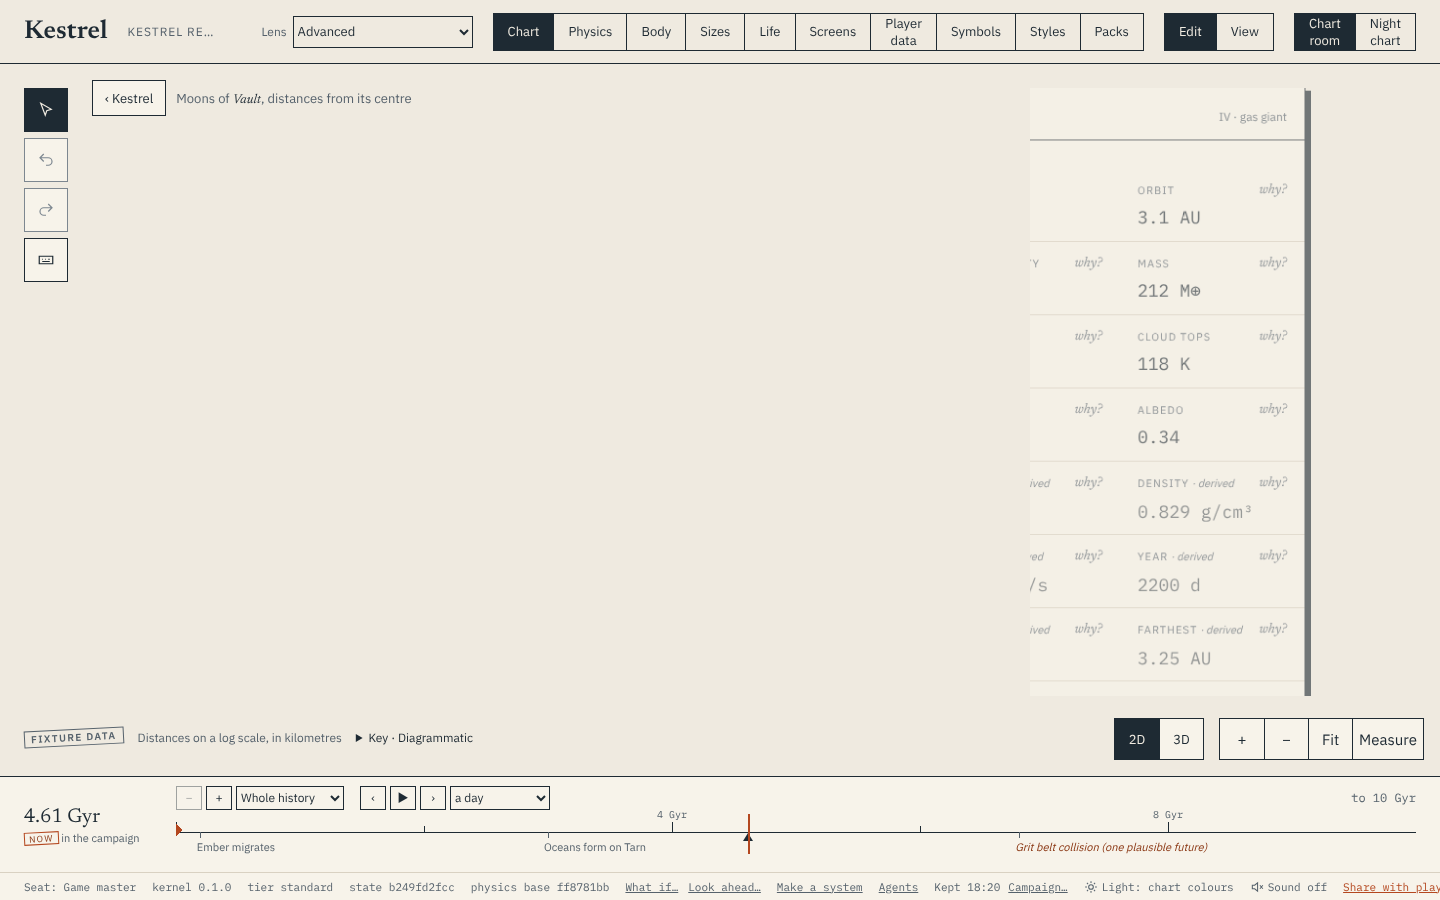 Kestrel KESTREL RE… Lens Advanced Chart Physics Body Sizes Life Screens Player data Symbols Styles Packs Edit View Chart room Night chart
‹ Kestrel Moons of Vault, distances from its centre
IV · gas giant
ORBIT why?
3.1 AU
Y why? MASS why?
212 M⊕
why? CLOUD TOPS why?
118 K
why? ALBEDO why?
0.34
ived why? DENSITY · derived why?
0.829 g/cm³
ed why? YEAR · derived why?
/s 2200 d
ived why? FARTHEST · derived why?
3.25 AU
FIXTURE DATA Distances on a log scale, in kilometres ▶ Key · Diagrammatic 2D 3D + − Fit Measure
− + Whole history ‹ ▶ › a day to 10 Gyr
4.61 Gyr
4 Gyr 8 Gyr
NOW in the campaign
Ember migrates Oceans form on Tarn Grit belt collision (one plausible future)
Seat: Game master kernel 0.1.0 tier standard state b249fd2fcc physics base ff8781bb What if… Look ahead… Make a system Agents Kept 18:20 Campaign… Light: chart colours Sound off Share with play